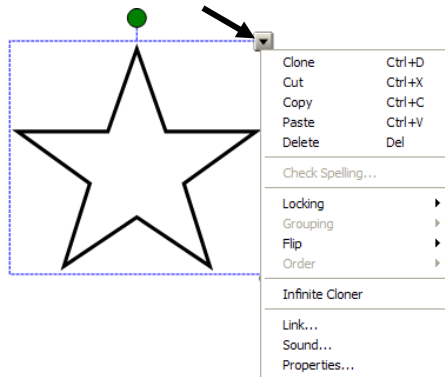 Clone Ctrl+D
Cut Ctrl+X
Copy Ctrl+C
Paste Ctrl+V
Delete Del
Check Spelling...
Locking
Grouping
Flip
Order
Infinite Cloner
Link...
Sound...
Properties...